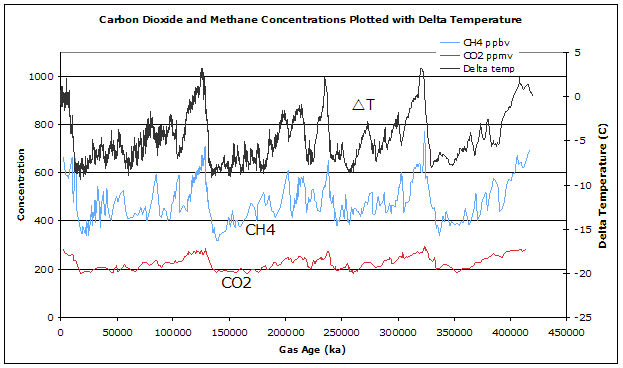 Carbon Dioxide and Methane Concentrations Plotted with Delta Temperature
CH4 ppbv
CO2 ppmv
Delta temp
1000
800
600
400
200
0
5
0
-5
-10
-15
-20
-25
△T
CH4
CO2
Concentration
Delta Temperature (C)
0 50000 100000 150000 200000 250000 300000 350000 400000 450000
Gas Age (ka)